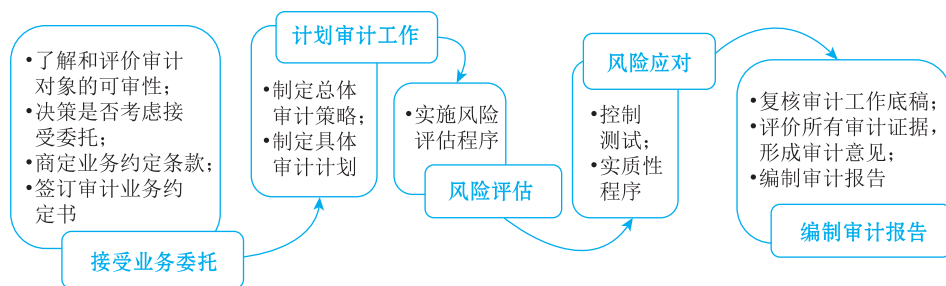 •了解和评价审计
对象的可审性；
•决策是否考虑接
受委托；
•商定业务约定条款；
•签订审计业务约
定书
接受业务委托
计划审计工作
•制定总体
审计策略；
•制定具体
审计计划
•实施风险
评估程序
风险评估
风险应对
•控制
测试；
•实质性
程序
•复核审计工作底稿；
•评价所有审计证据，
形成审计意见；
•编制审计报告
编制审计报告